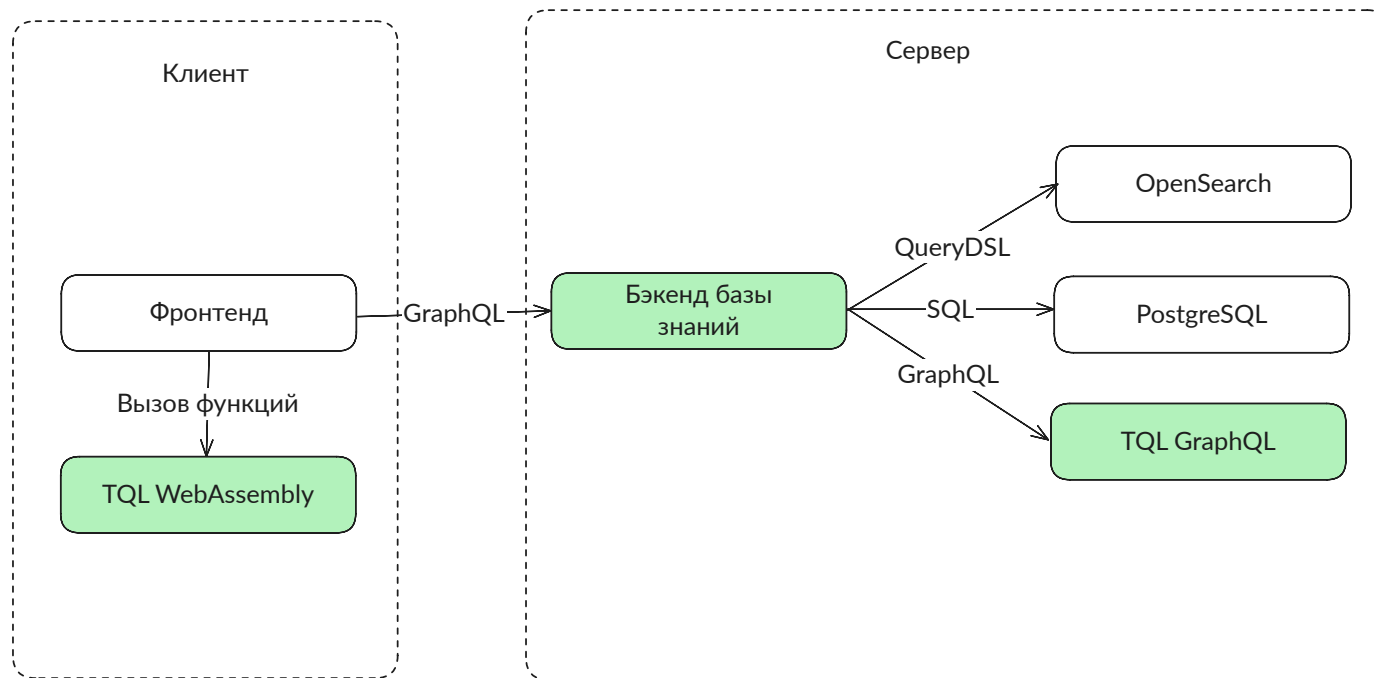 Клиент
Сервер
OpenSearch
QueryDSL
Фронтенд
GraphQL
Бэкенд базы
знаний
SQL
PostgreSQL
GraphQL
Вызов функций
TQL GraphQL
TQL WebAssembly